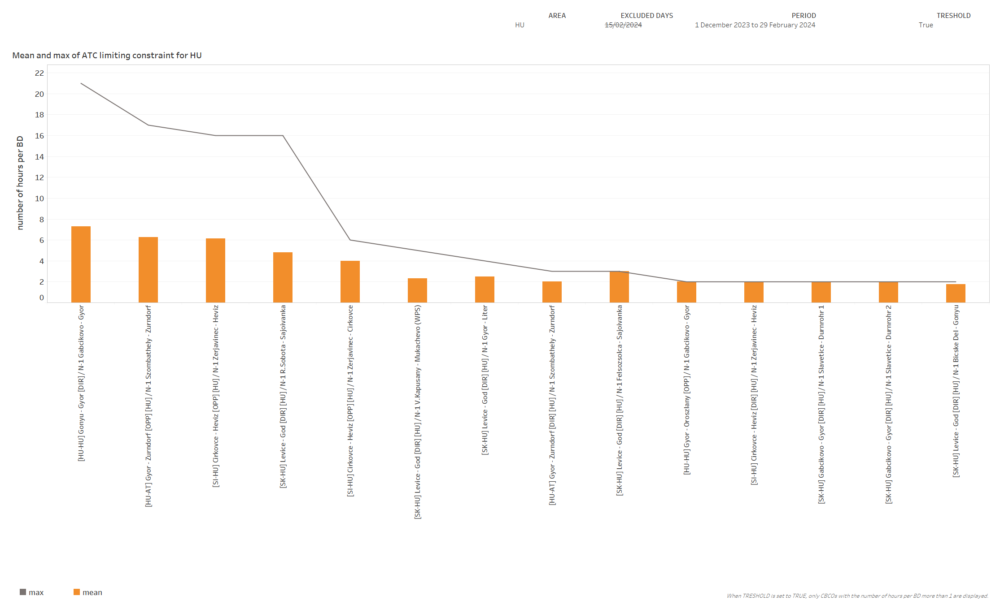 AREA EXCLUDED DAYS PERIOD TRESHOLD
HU 15/02/2024 1 December 2023 to 29 February 2024 True
Mean and max of ATC limiting constraint for HU
number of hours per BD
22
20
18
16
14
12
10
8
6
4
2
0
[HU-HU] Gonyu - Gyor [DIR] / N-1 Gabcikovo - Gyor
[HU-AT] Gyor - Zurndorf [OPP] [HU] / N-1 Szombathely - Zurndorf
[SI-HU] Cirkovce - Heviz [OPP] [HU] / N-1 Zerjavinec - Heviz
[SK-HU] Levice - God [DIR] [HU] / N-1 R.Sobota - Sajoivanka
[SI-HU] Cirkovce - Heviz [OPP] [HU] / N-1 Zerjavinec - Cirkovce
[SK-HU] Levice - God [DIR] [HU] / N-1 V.Kapusany - Mukachevo (WPS)
[SK-HU] Levice - God [DIR] [HU] / N-1 Gyor - Liter
[HU-AT] Gyor - Zurndorf [DIR] [HU] / N-1 Szombathely - Zurndorf
[SK-HU] Levice - God [DIR] [HU] / N-1 Felsozsolca - Sajoivanka
[HU-HU] Gyor - Oroszlany [OPP] / N-1 Gabcikovo - Gyor
[SI-HU] Cirkovce - Heviz [DIR] [HU] / N-1 Zerjavinec - Heviz
[SK-HU] Gabcikovo - Gyor [DIR] [HU] / N-1 Slavetice - Durnrohr 1
[SK-HU] Gabcikovo - Gyor [DIR] [HU] / N-1 Slavetice - Durnrohr 2
[SK-HU] Levice - God [DIR] [HU] / N-1 Bicske Del - Gonyu
max mean
When TRESHOLD is set to TRUE, only CBCOs with the number of hours per BD more than 1 are displayed.